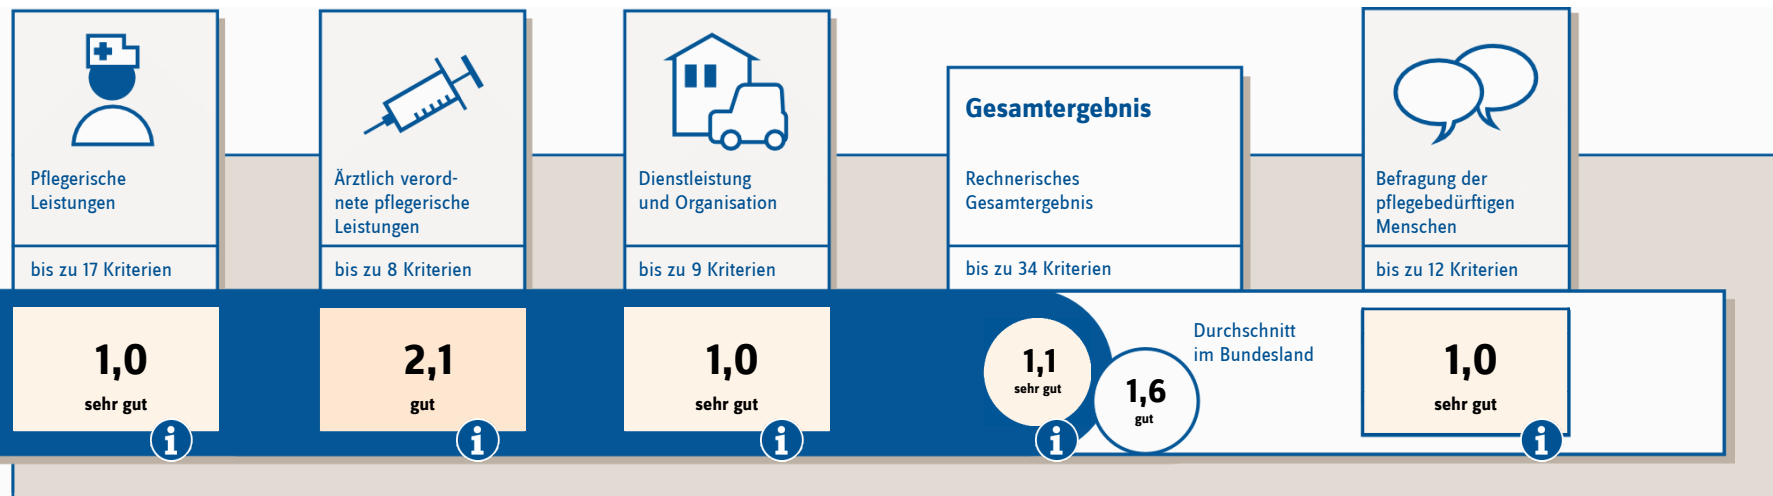 Pflegerische
Leistungen
bis zu 17 Kriterien
1,0
sehr gut
i
Ärztlich verord-
nete pflegerische
Leistungen
bis zu 8 Kriterien
2,1
gut
i
Dienstleistung
und Organisation
bis zu 9 Kriterien
1,0
sehr gut
i
Gesamtergebnis
Rechnerisches
Gesamtergebnis
bis zu 34 Kriterien
1,1
sehr gut
i
1,6
gut
Durchschnitt
im Bundesland
Befragung der
pflegebedürftigen
Menschen
bis zu 12 Kriterien
1,0
sehr gut
i